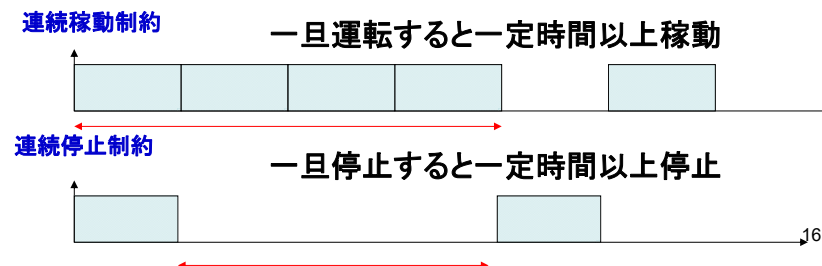 連続稼動制約
一旦運転すると一定時間以上稼動
連続停止制約
一旦停止すると一定時間以上停止
16